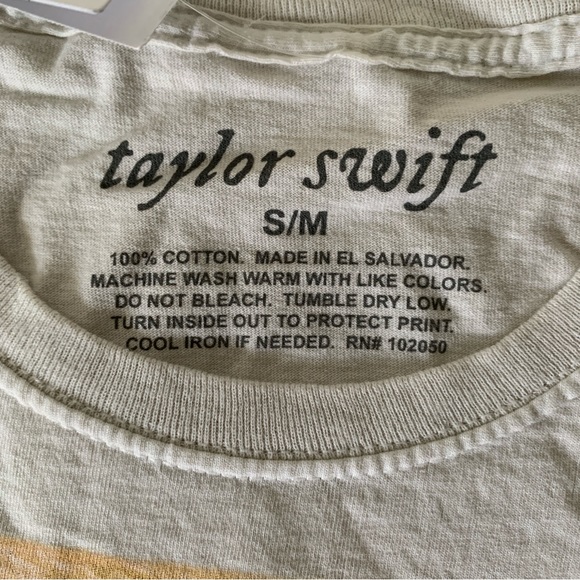 taylor swift
S/M
100% COTTON. MADE IN EL SALVADOR.
MACHINE WASH WARM WITH LIKE COLORS.
DO NOT BLEACH. TUMBLE DRY LOW.
TURN INSIDE OUT TO PROTECT PRINT.
COOL IRON IF NEEDED. RN# 102050